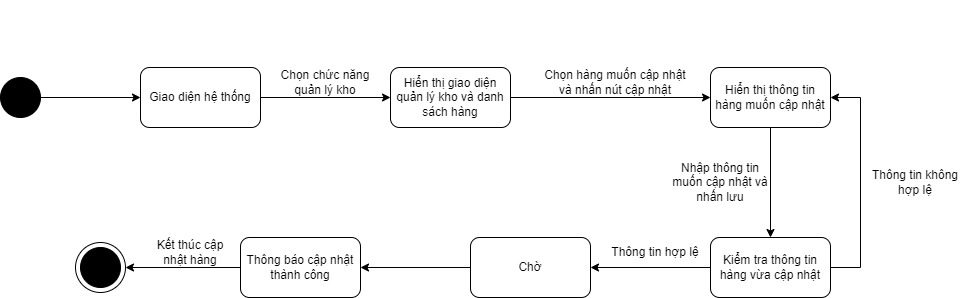 Giao diện hệ thống
Chọn chức năng
quản lý kho
Hiển thị giao diện
quản lý kho và danh
sách hàng
Chọn hàng muốn cập nhật
và nhấn nút cập nhật
Hiển thị thông tin
hàng muốn cập nhật
Nhập thông tin
muốn cập nhật và
nhấn lưu
Thông tin không
hợp lệ
Kiểm tra thông tin
hàng vừa cập nhật
Thông tin hợp lệ
Chờ
Thông báo cập nhật
thành công
Kết thúc cập
nhật hàng